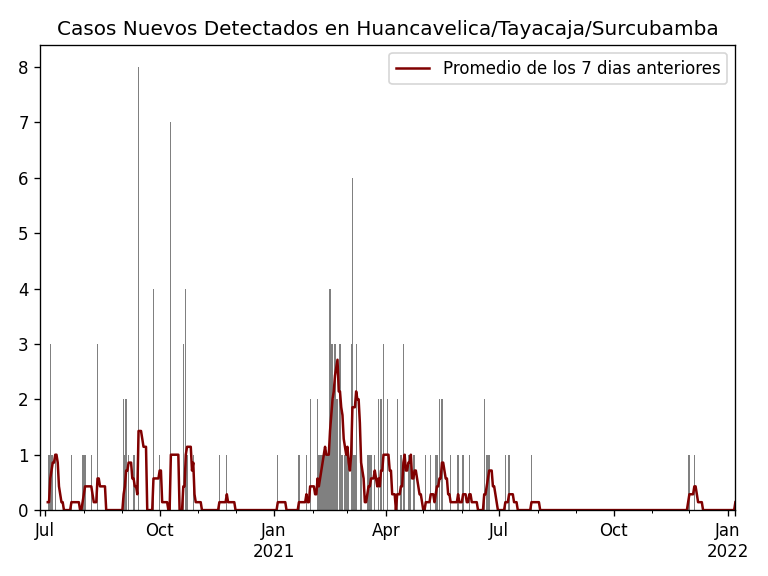 Casos Nuevos Detectados en Huancavelica/Tayacaja/Surcubamba
Promedio de los 7 dias anteriores
8
7
6
5
4
3
2
1
0
Jul
Oct
Jan
2021
Apr
Jul
Oct
Jan
2022